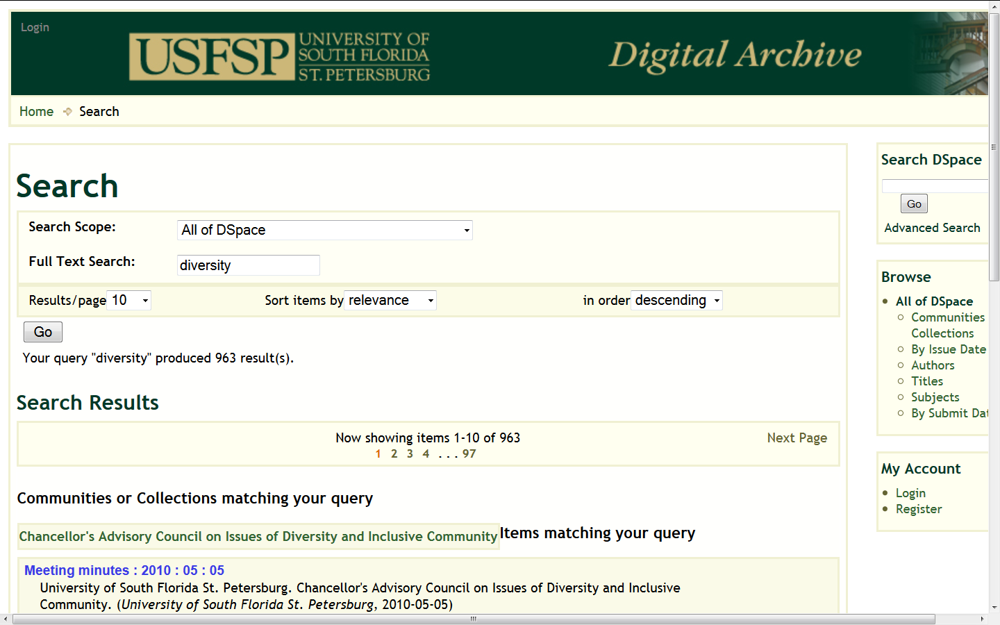 Login
USFSP
UNIVERSITY OF
SOUTH FLORIDA
ST. PETERSBURG
Digital Archive
Home
Search
Search
Search Scope:
All of DSpace
Full Text Search:
diversity
Results/page
10
Sort items by
relevance
in order
descending
Go
Your query "diversity" produced 963 result(s).
Search Results
Now showing items 1-10 of 963
Next Page
1 2 3 4 . . . 97
Communities or Collections matching your query
Chancellor's Advisory Council on Issues of Diversity and Inclusive Community
Items matching your query
Meeting minutes : 2010 : 05 : 05
University of South Florida St. Petersburg. Chancellor's Advisory Council on Issues of Diversity and Inclusive
Community. (University of South Florida St. Petersburg, 2010-05-05)
Search DSpace
Go
Advanced Search
Browse
All of DSpace
Communities
Collections
By Issue Date
Authors
Titles
Subjects
By Submit Dat
My Account
Login
Register